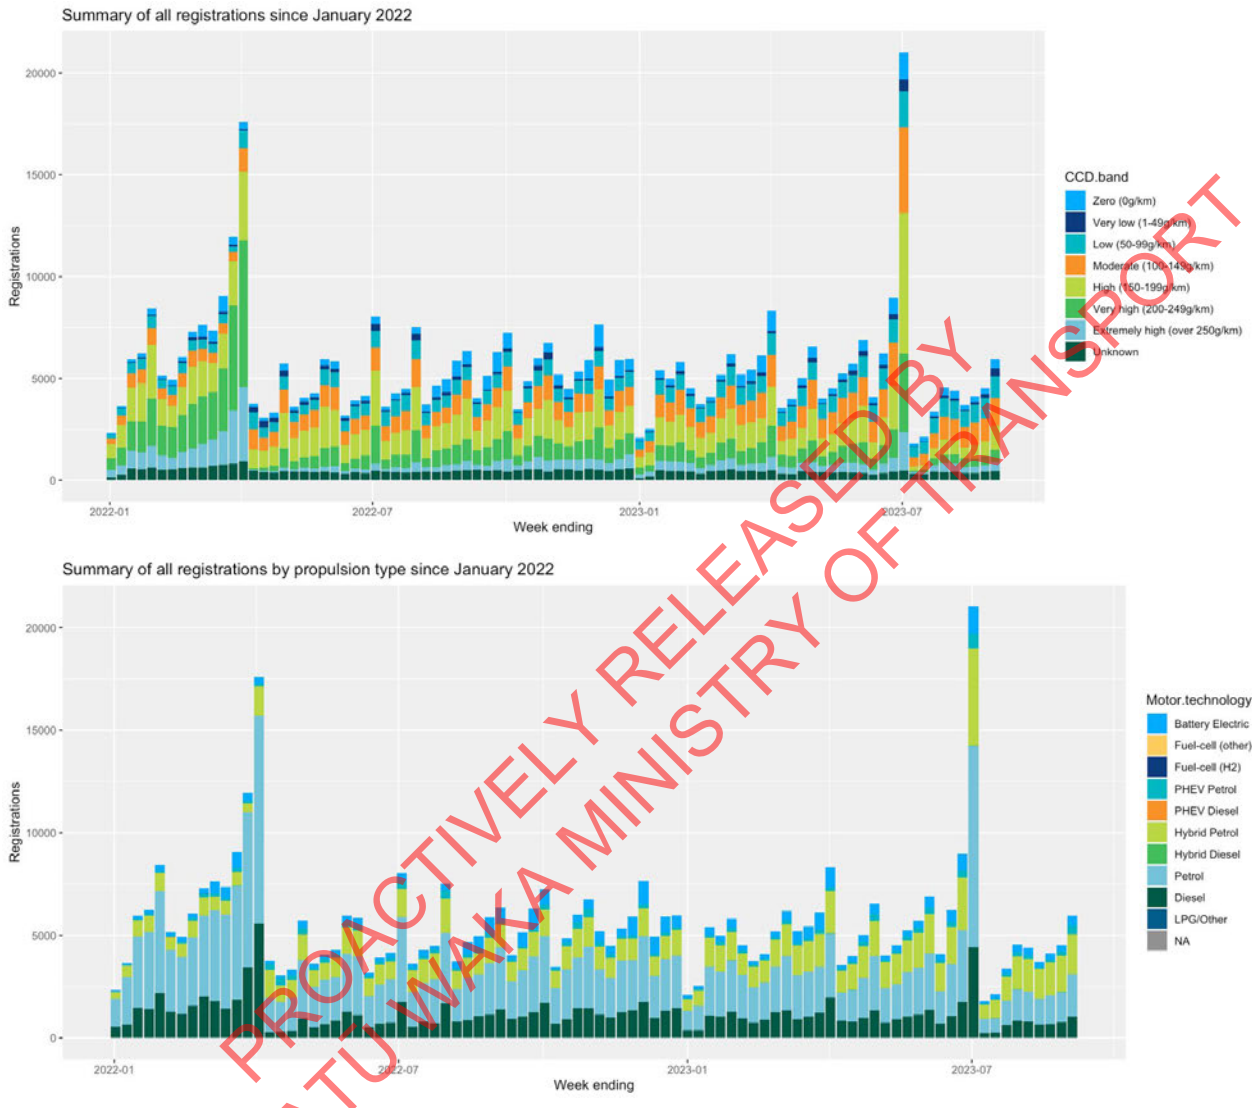 Summary of all registrations since January 2022
Registrations
20000
15000
10000
5000
0
2022-01
2022-07
2023-01
2023-07
Week ending
CCD.band
Zero (0g/km)
Very low (1-49g/km)
Low (50-99g/km)
Moderate (100-149g/km)
High (150-199g/km)
Very high (200-249g/km)
Extremely high (over 250g/km)
Unknown
Summary of all registrations by propulsion type since January 2022
Registrations
20000
15000
10000
5000
0
2022-01
2022-07
2023-01
2023-07
Week ending
Motor.technology
Battery Electric
Fuel-cell (other)
Fuel-cell (H2)
PHEV Petrol
PHEV Diesel
Hybrid Petrol
Hybrid Diesel
Petrol
Diesel
LPG/Other
NA
PROACTIVELY RELEASED BY
ATU WAKA MINISTRY OF TRANSPORT